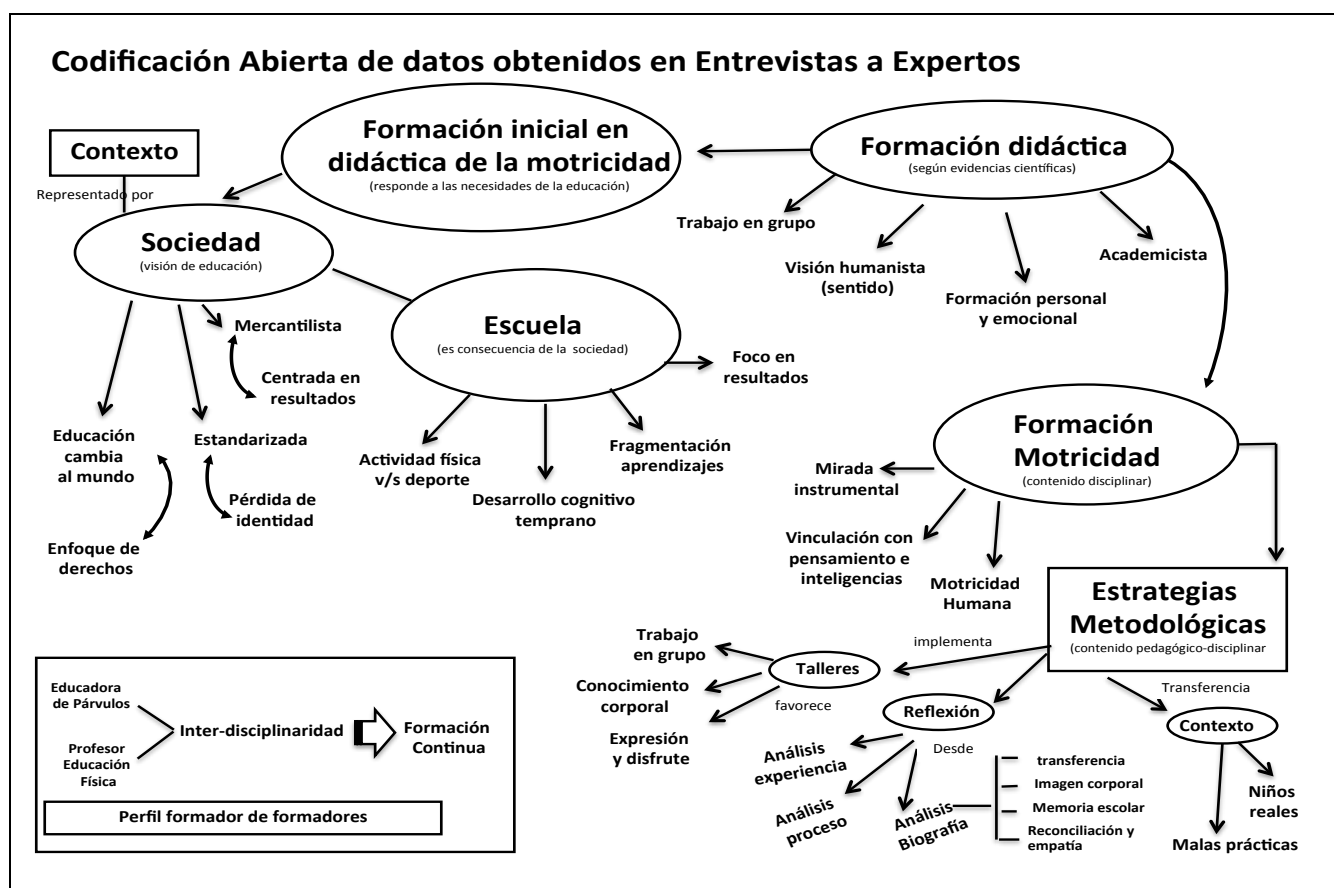 Codificación Abierta de datos obtenidos en Entrevistas a Expertos
Contexto
Representado por
Formación inicial en
didáctica de la motricidad
(responde a las necesidades de la educación)
Formación didáctica
(según evidencias científicas)
Trabajo en grupo
Visión humanista
(sentido)
Formación personal
y emocional
Academicista
Sociedad
(visión de educación)
Mercantilista
Centrada en
resultados
Educación
cambia
al mundo
Estandarizada
Pérdida de
identidad
Enfoque de
derechos
Escuela
(es consecuencia de la sociedad)
Foco en
resultados
Actividad física
v/s deporte
Desarrollo cognitivo
temprano
Fragmentación
aprendizajes
Formación
Motricidad
(contenido disciplinar)
Mirada
instrumental
Vinculación con
pensamiento e
inteligencias
Motricidad
Humana
Estrategias
Metodológicas
(contenido pedagógico-disciplinar
implementa
Talleres
favorece
Trabajo
en grupo
Conocimiento
corporal
Expresión
y disfrute
Reflexión
Desde
Análisis
experiencia
Análisis
proceso
Análisis
Biografía
transferencia
Imagen corporal
Memoria escolar
Reconciliación y
empatía
Transferencia
Contexto
Niños
reales
Malas prácticas
Educadora
de Párvulos
Profesor
Educación
Física
Inter-disciplinaridad
Formación
Continua
Perfil formador de formadores